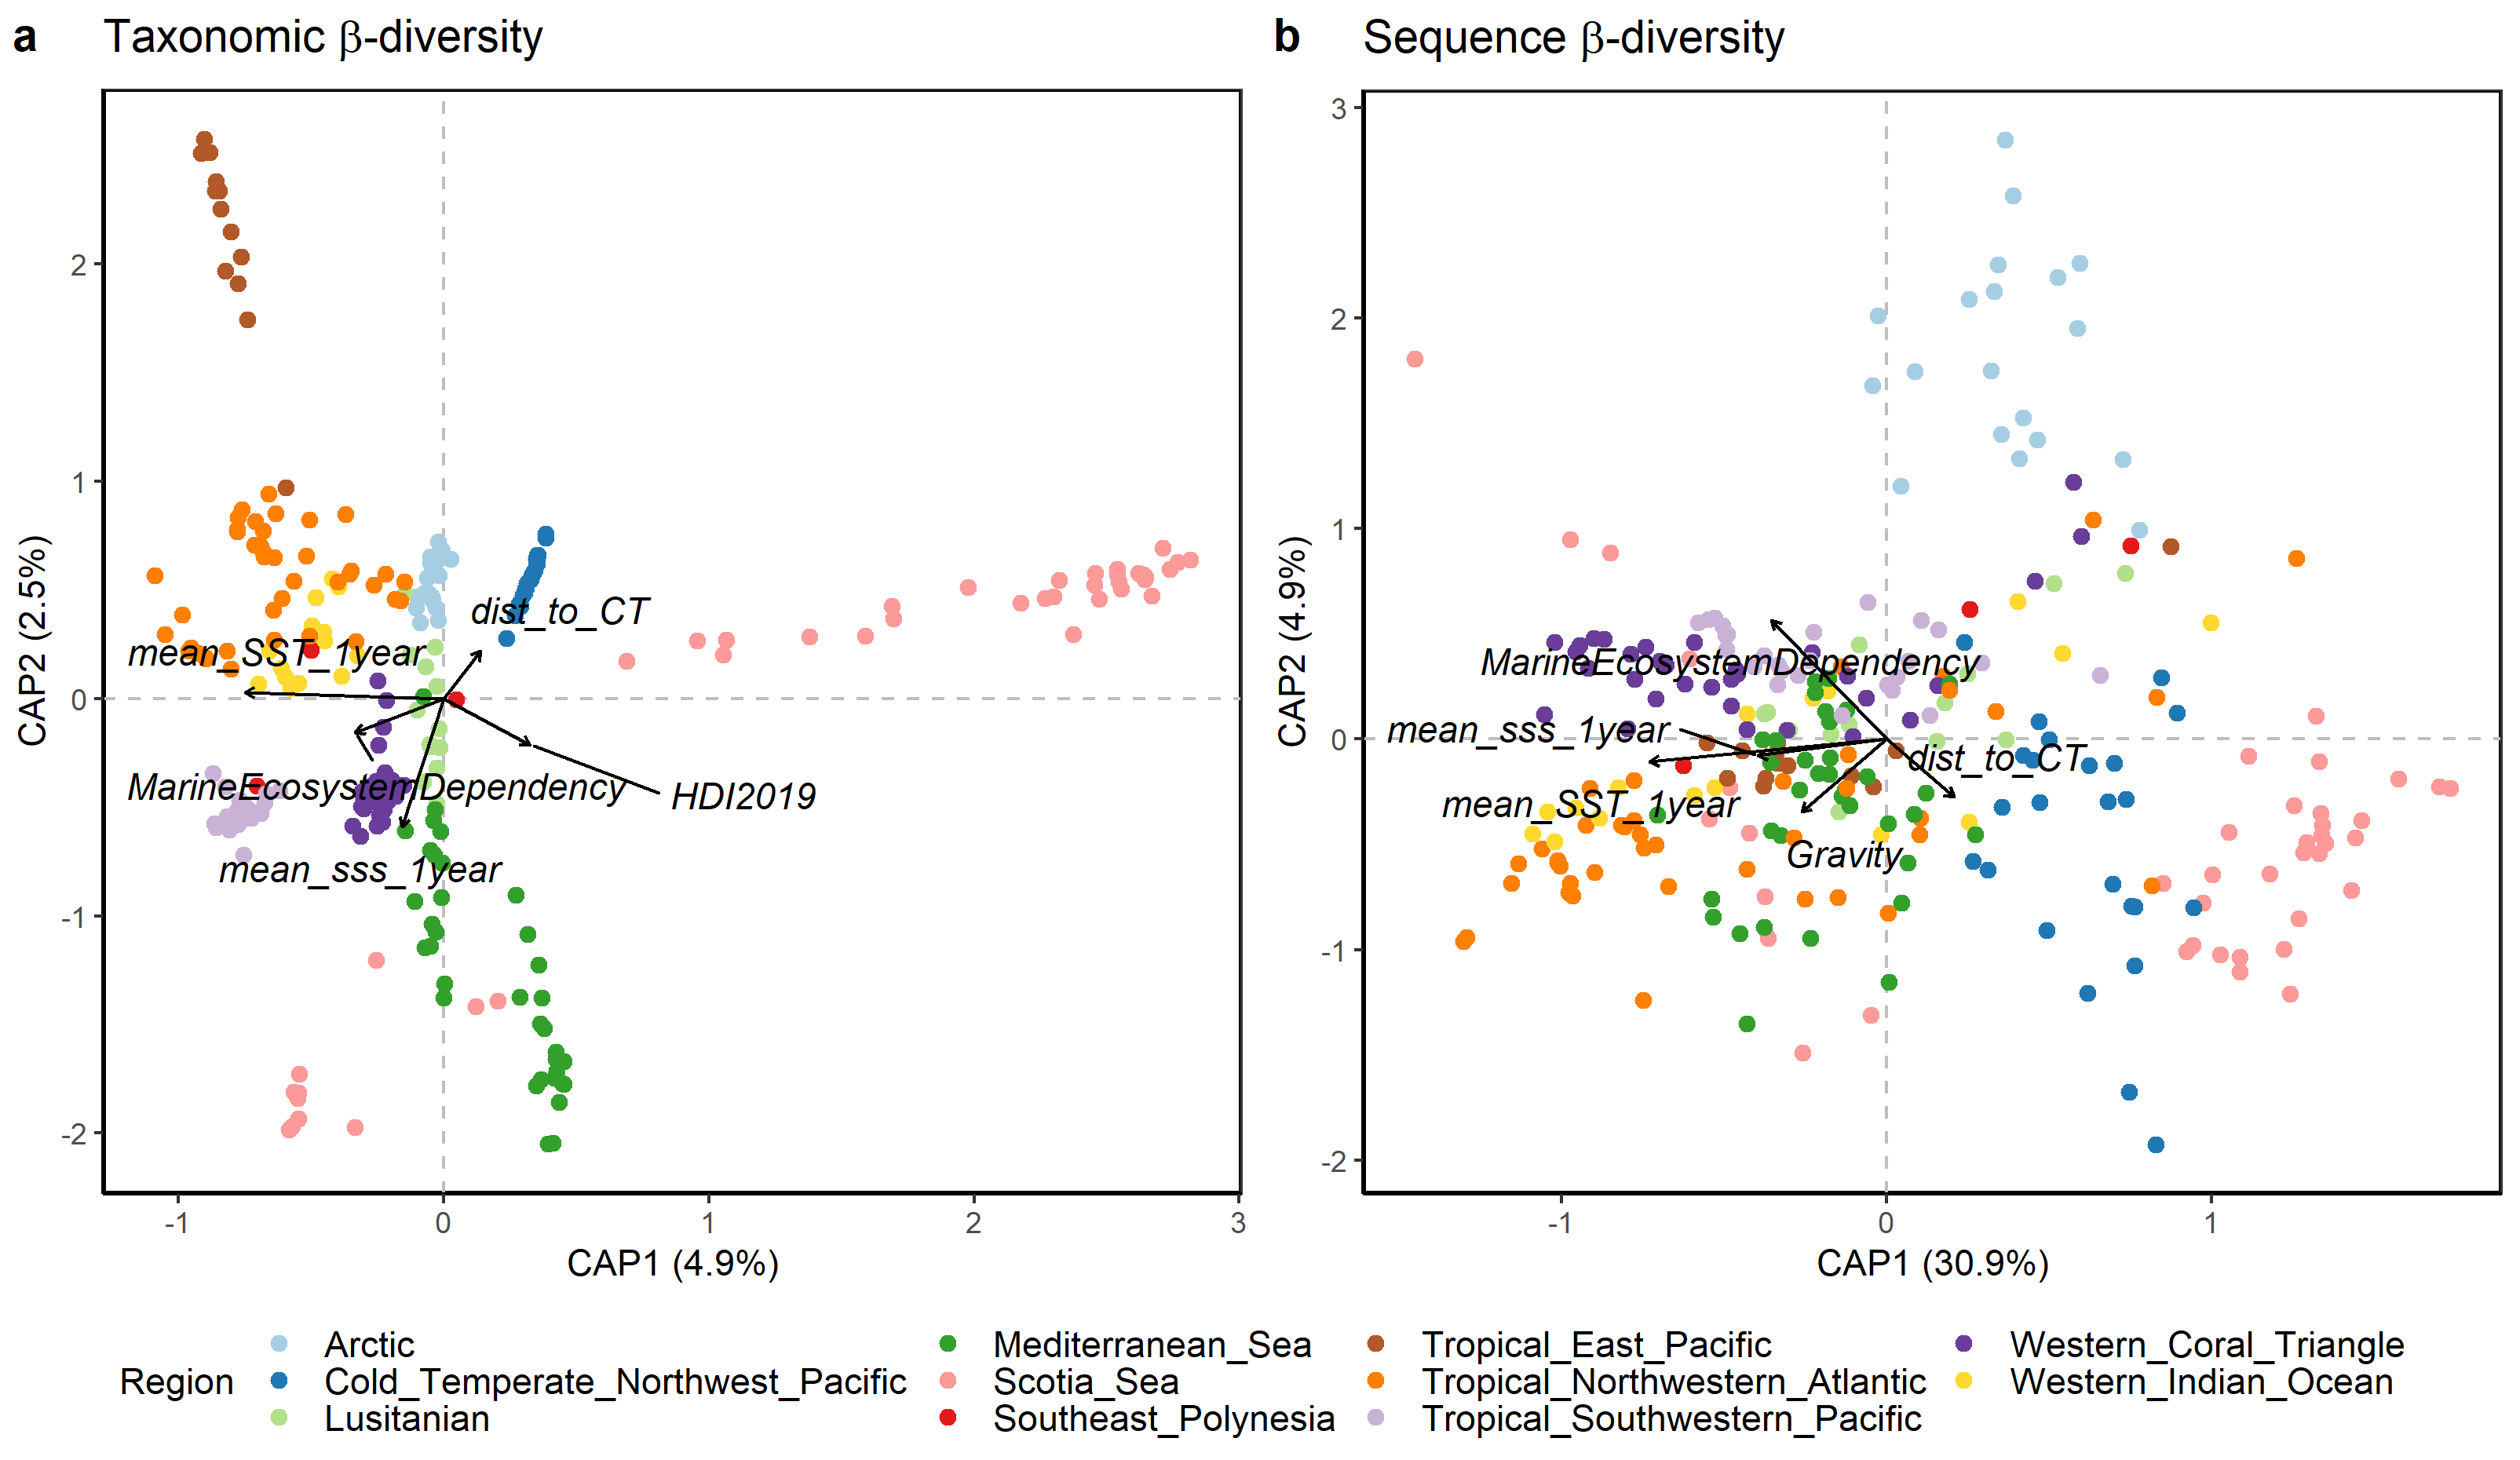 a Taxonomic β-diversity
b Sequence β-diversity
CAP2 (2.5%)
2
1
0
-1
-2
dist_to_CT
mean_SST_1year
MarineEcosystemDependency
HDI2019
mean_sss_1year
-1 0 1 2 3
CAP1 (4.9%)
CAP2 (4.9%)
3
2
1
0
-1
-2
MarineEcosystemDependency
mean_sss_1year
dist_to_CT
mean_SST_1year
Gravity
-1 0 1
CAP1 (30.9%)
Region
Arctic
Cold_Temperate_Northwest_Pacific
Lusitanian
Mediterranean_Sea
Scotia_Sea
Southeast_Polynesia
Tropical_East_Pacific
Tropical_Northwestern_Atlantic
Tropical_Southwestern_Pacific
Western_Coral_Triangle
Western_Indian_Ocean